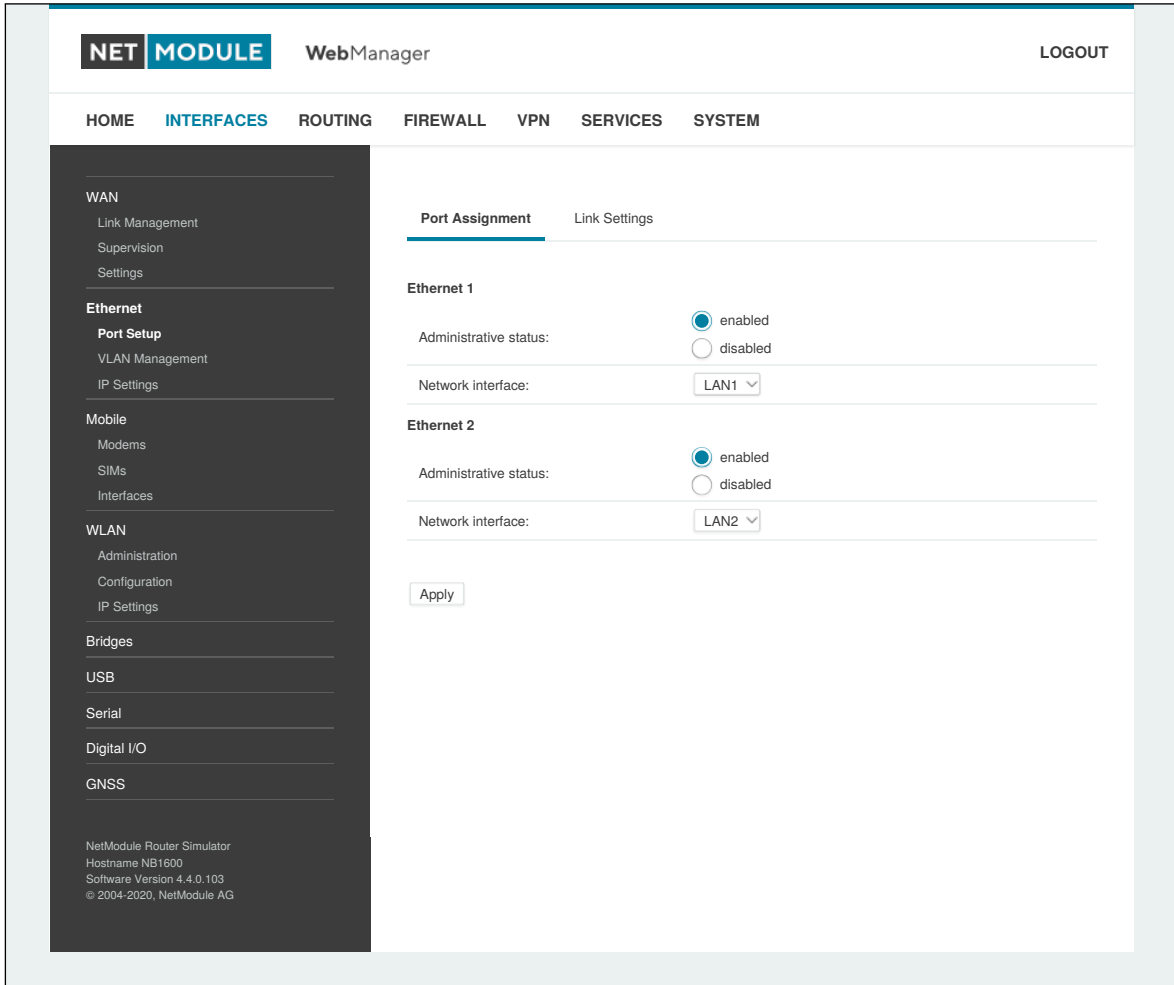 NET MODULE WebManager LOGOUT
HOME INTERFACES ROUTING FIREWALL VPN SERVICES SYSTEM
WAN
Link Management
Supervision
Settings
Ethernet
Port Setup
VLAN Management
IP Settings
Mobile
Modems
SIMs
Interfaces
WLAN
Administration
Configuration
IP Settings
Bridges
USB
Serial
Digital I/O
GNSS
NetModule Router Simulator
Hostname NB1600
Software Version 4.4.0.103
© 2004-2020, NetModule AG
Port Assignment Link Settings
Ethernet 1
Administrative status:
enabled
disabled
Network interface: LAN1
Ethernet 2
Administrative status:
enabled
disabled
Network interface: LAN2
Apply